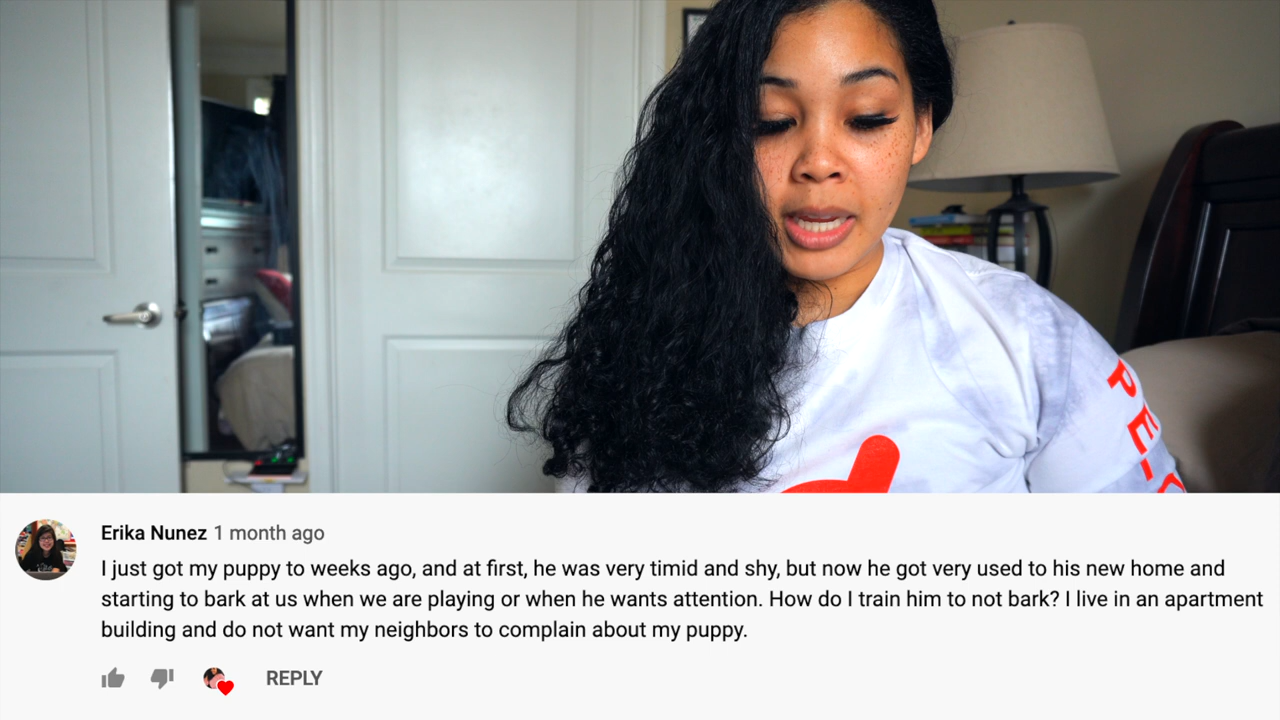 PE-
Erika Nunez 1 month ago
I just got my puppy to weeks ago, and at first, he was very timid and shy, but now he got very used to his new home and
starting to bark at us when we are playing or when he wants attention. How do I train him to not bark? I live in an apartment
building and do not want my neighbors to complain about my puppy.
REPLY